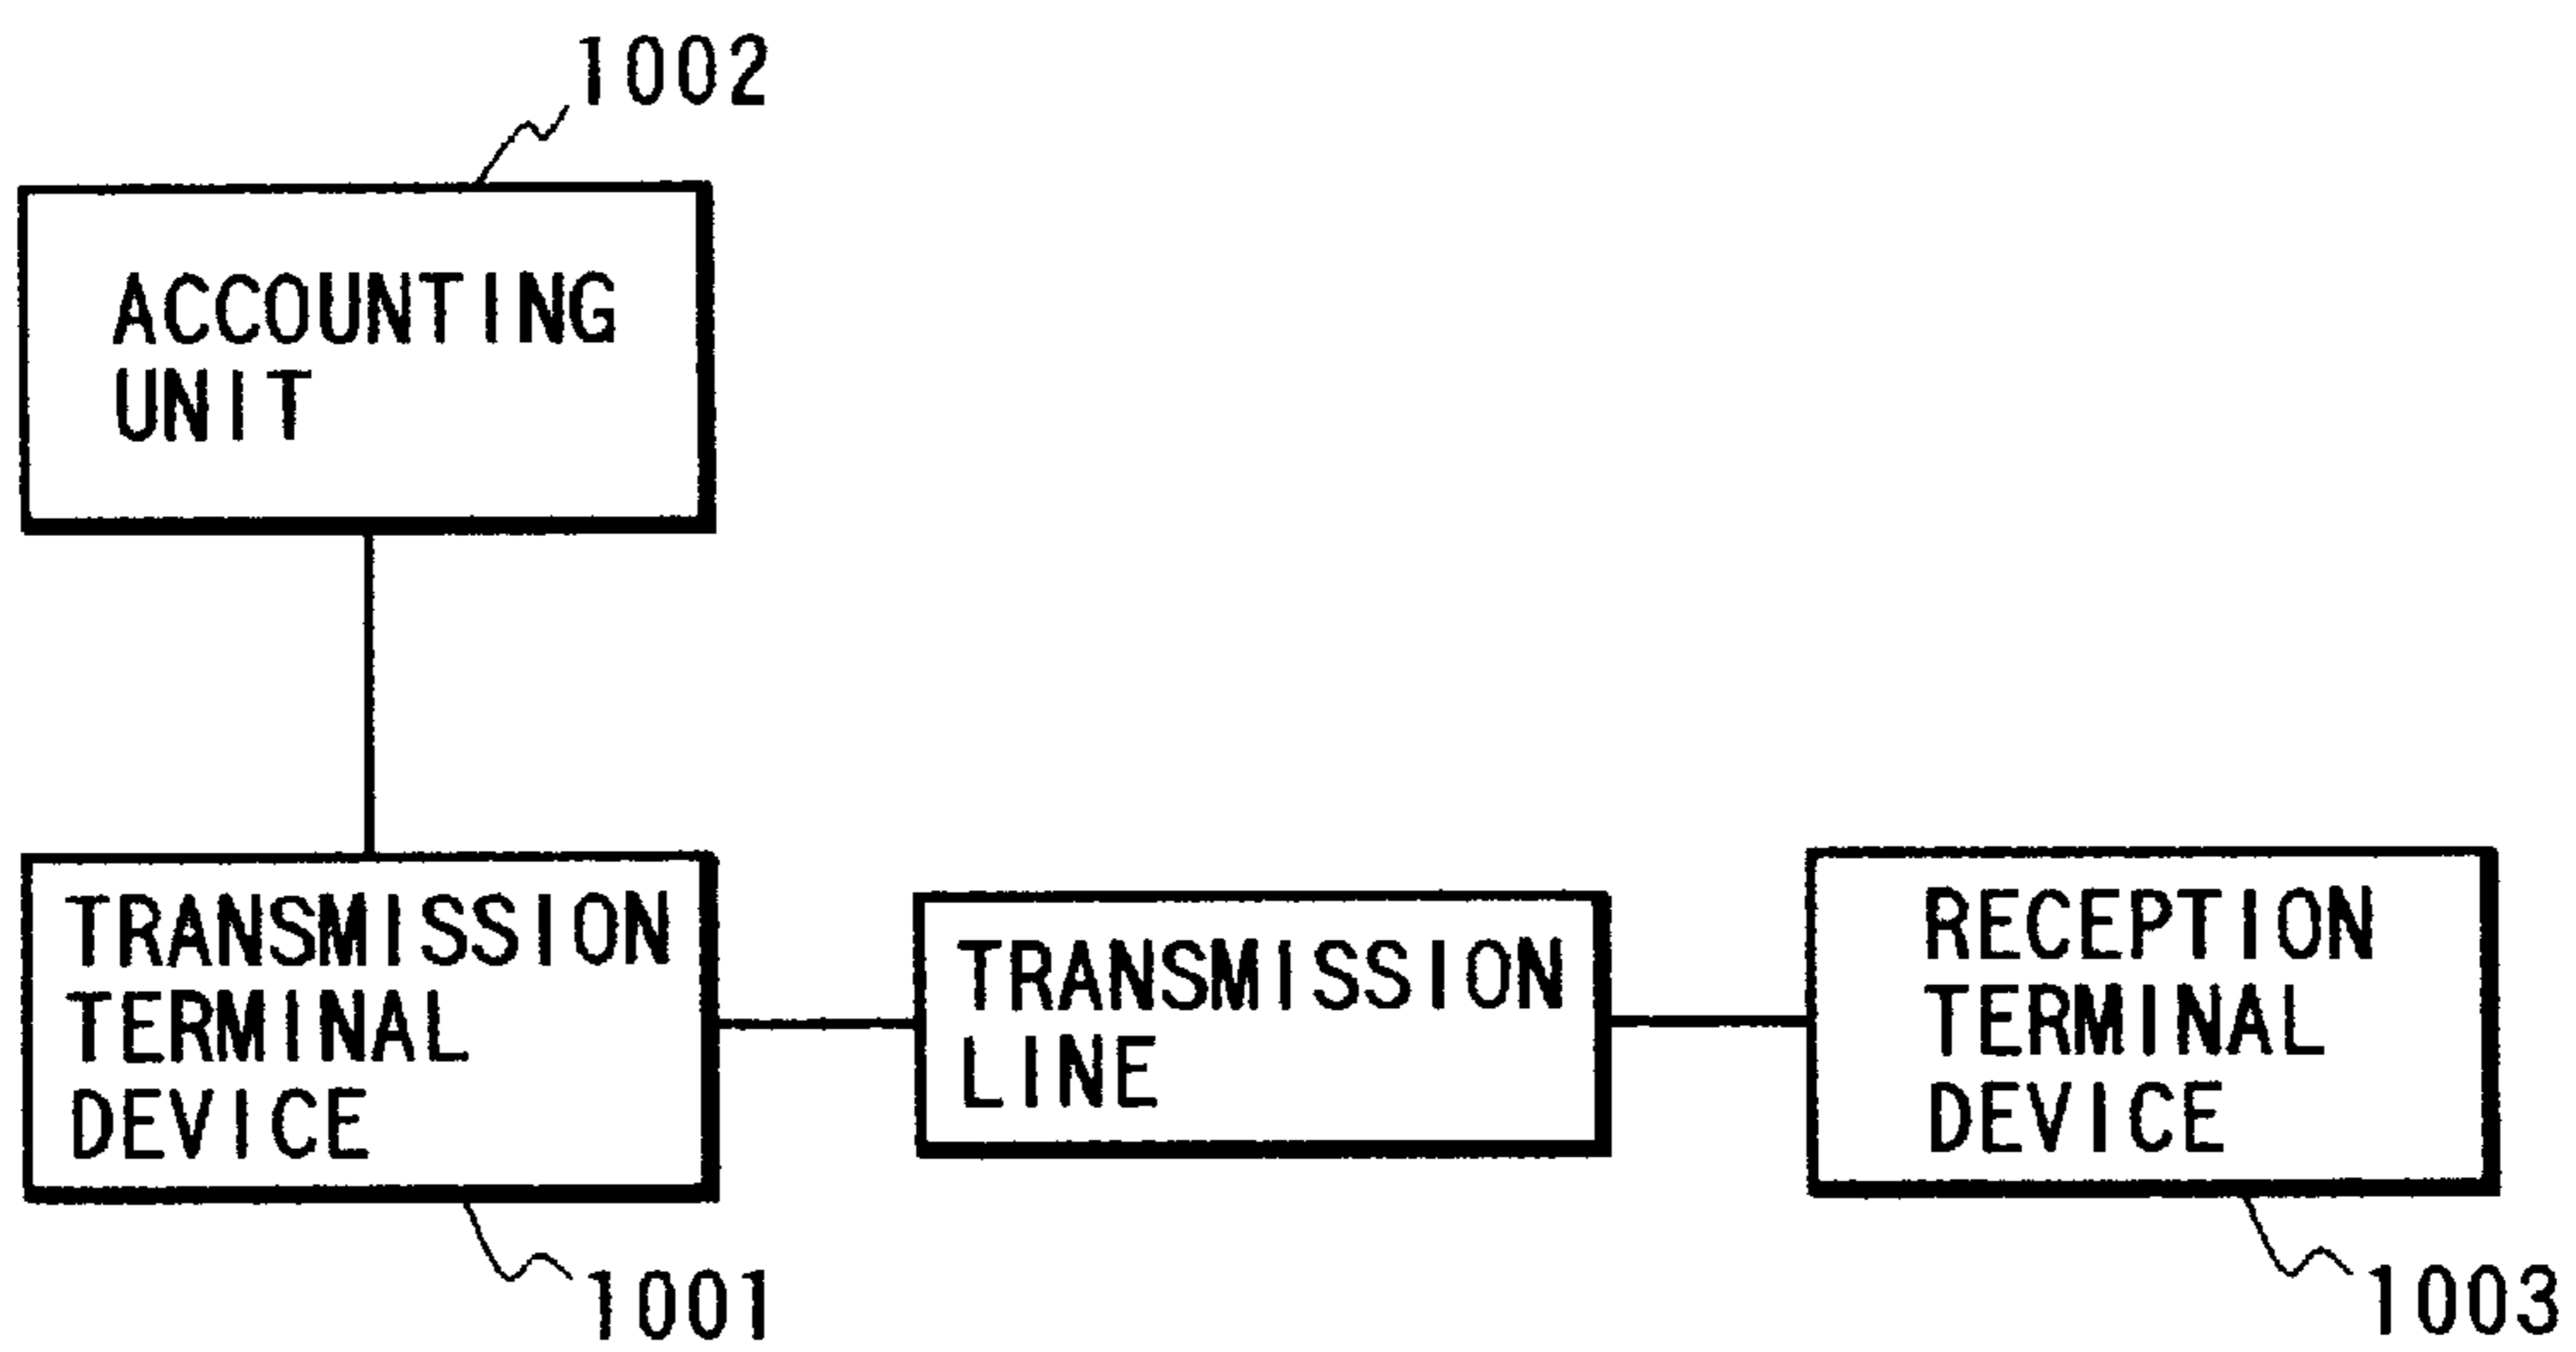 1002
ACCOUNTING
UNIT
TRANSMISSION
TERMINAL
DEVICE
1001
TRANSMISSION
LINE
RECEPTION
TERMINAL
DEVICE
1003